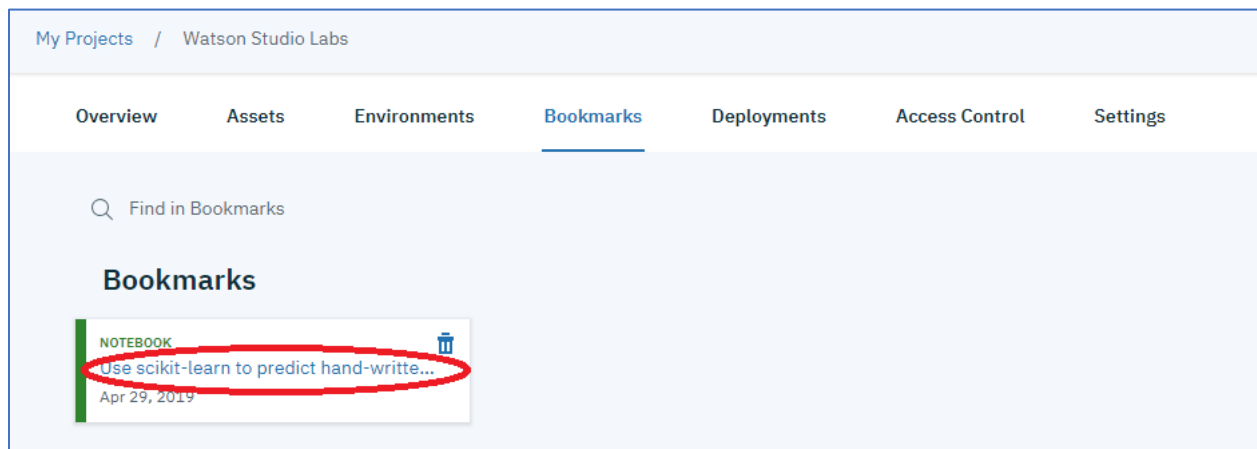 My Projects / Watson Studio Labs
Overview Assets Environments Bookmarks Deployments Access Control Settings
Find in Bookmarks
Bookmarks
NOTEBOOK
Use scikit-learn to predict hand-writte...
Apr 29, 2019